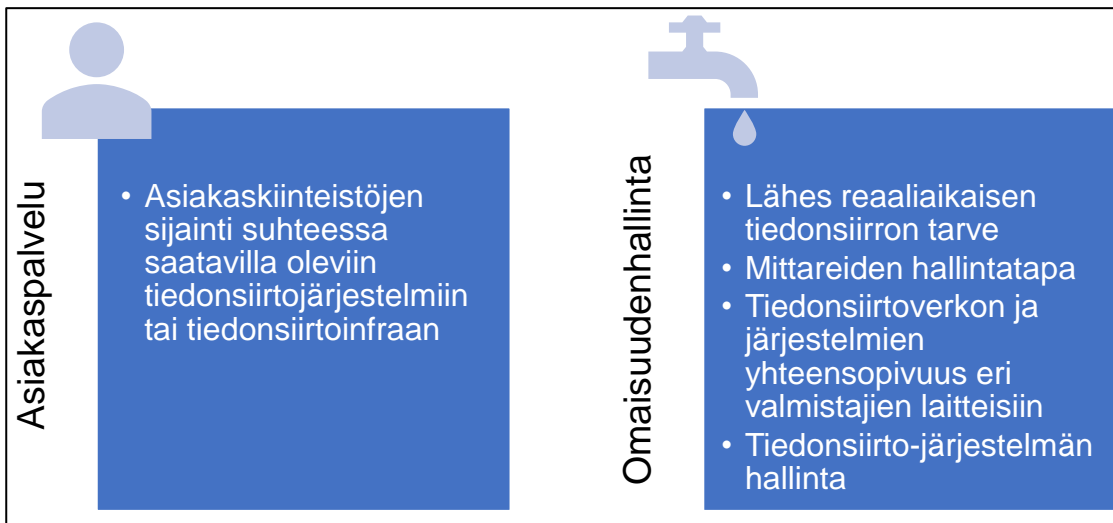 Asiakaspalvelu
• Asiakaskiinteistöjen
sijainti suhteessa
saatavilla oleviin
tiedonsiirtojärjestelmiin
tai tiedonsiirtoinfraan
Omaisuudenhallinta
• Lähes reaaliaikaisen
tiedonsiirron tarve
• Mittareiden hallintatapa
• Tiedonsiirtoverkon ja
järjestelmien
yhteensopivuus eri
valmistajien laitteisiin
• Tiedonsiirto-järjestelmän
hallinta